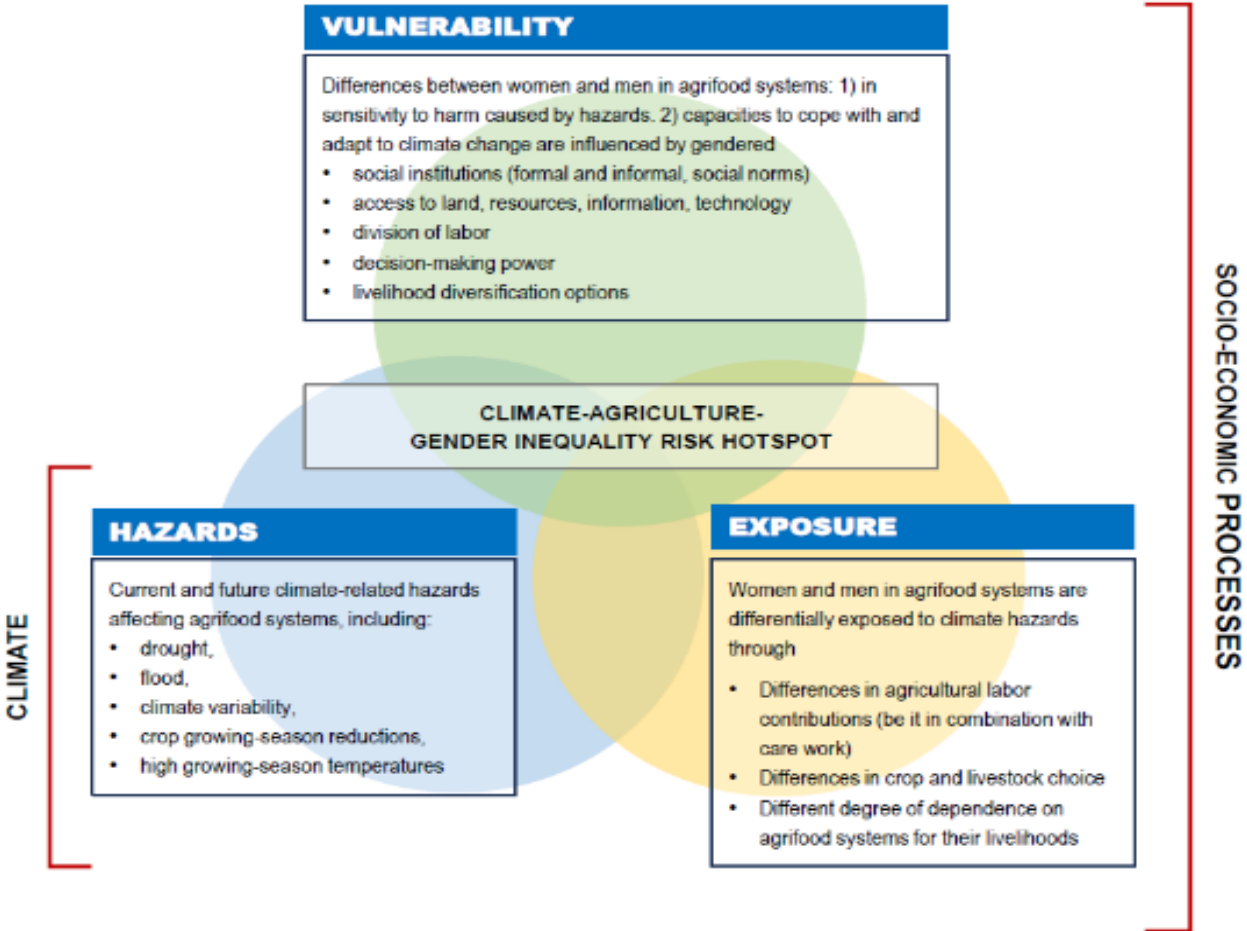 VULNERABILITY
Differences between women and men in agrifood systems: 1) in
sensitivity to harm caused by hazards. 2) capacities to cope with and
adapt to climate change are influenced by gendered
• social institutions (formal and informal, social norms)
• access to land, resources, information, technology
• division of labor
• decision-making power
• livelihood diversification options
CLIMATE-AGRICULTURE-
GENDER INEQUALITY RISK HOTSPOT
HAZARDS
Current and future climate-related hazards
affecting agrifood systems, including:
• drought,
• flood,
• climate variability,
• crop growing-season reductions,
• high growing-season temperatures
EXPOSURE
Women and men in agrifood systems are
differentially exposed to climate hazards
through
• Differences in agricultural labor
contributions (be it in combination with
care work)
• Differences in crop and livestock choice
• Different degree of dependence on
agrifood systems for their livelihoods
CLIMATE
SOCIO-ECONOMIC PROCESSES